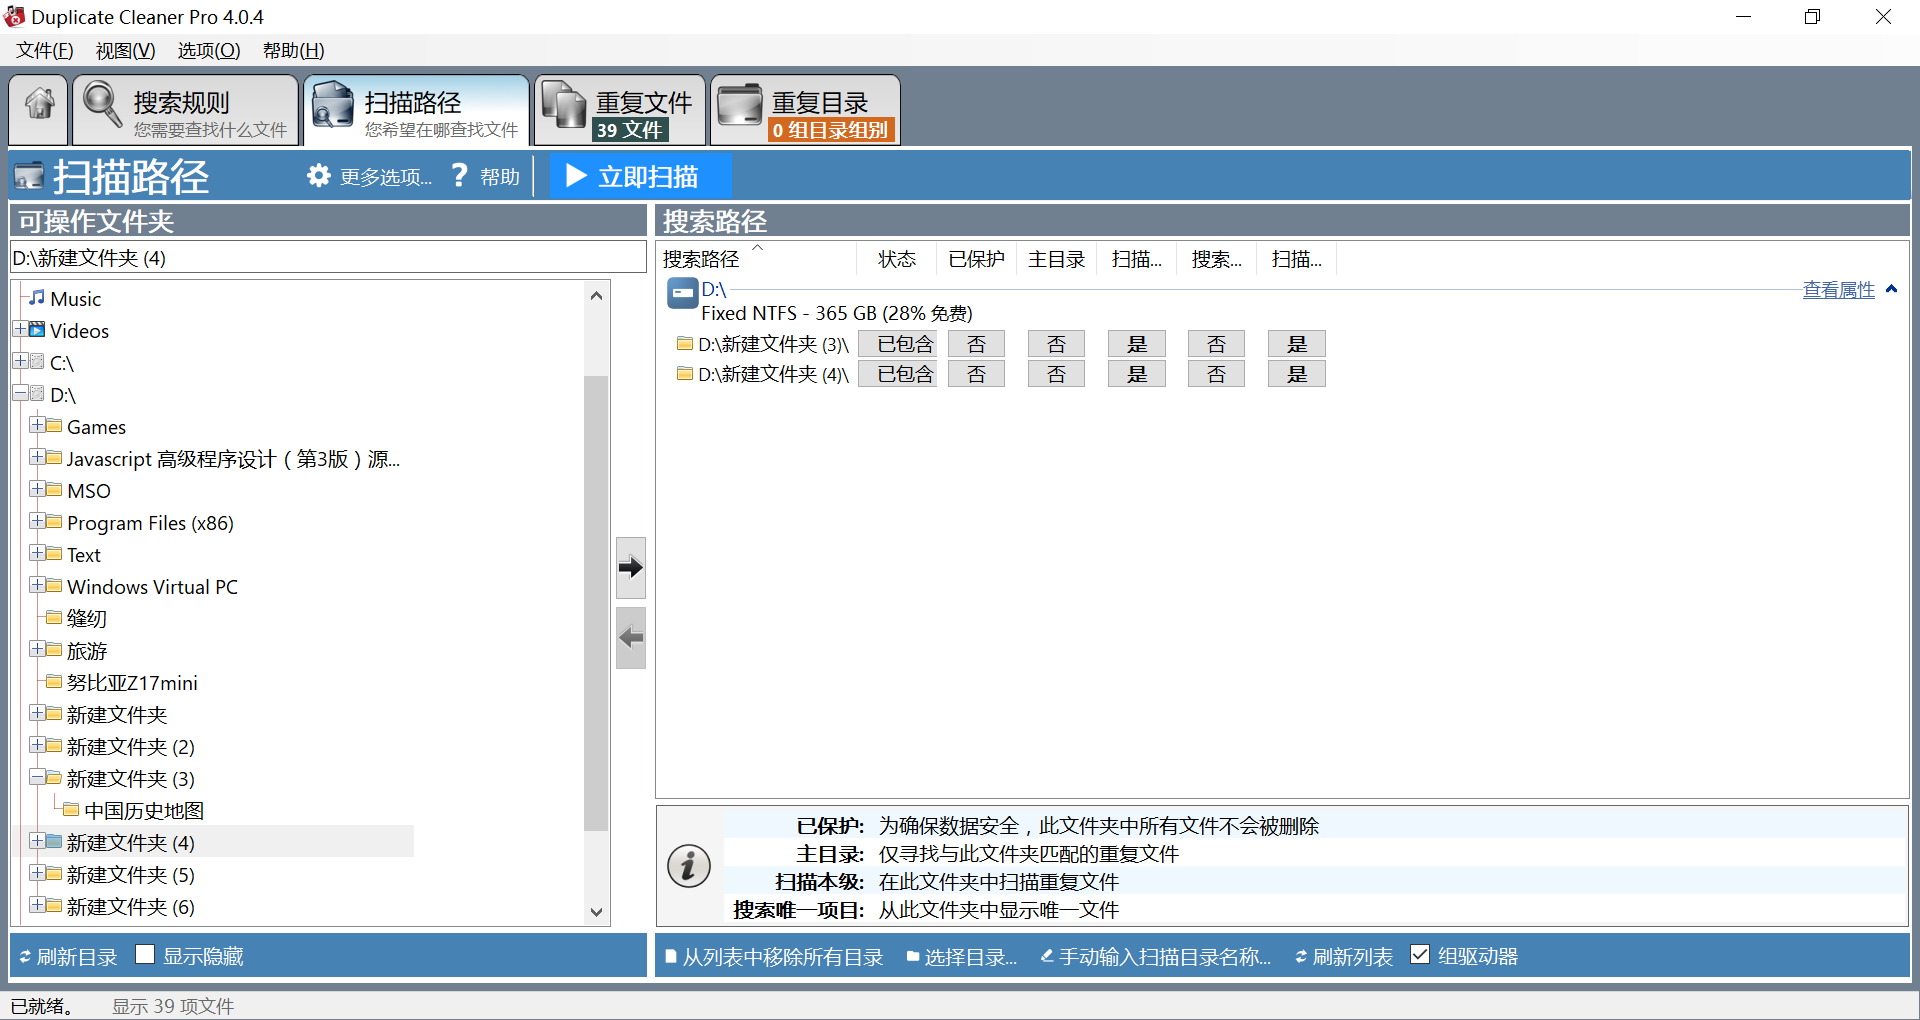 Duplicate Cleaner Pro 4.0.4
文件(F) 视图(V) 选项(O) 帮助(H)
搜索规则
您需要查找什么文件
扫描路径
您希望在哪查找文件
重复文件
39 文件
重复目录
0 组目录组别
扫描路径
更多选项...
? 帮助
立即扫描
可操作文件夹
D:\新建文件夹 (4)
Music
Videos
C:\
D:\
Games
Javascript 高级程序设计（第3版）源...
MSO
Program Files (x86)
Text
Windows Virtual PC
缝纫
旅游
努比亚Z17mini
新建文件夹
新建文件夹 (2)
新建文件夹 (3)
中国历史地图
新建文件夹 (4)
新建文件夹 (5)
新建文件夹 (6)
刷新目录 显示隐藏
搜索路径
搜索路径 状态 已保护 主目录 扫描... 搜索... 扫描...
D:\ 查看属性
Fixed NTFS - 365 GB (28% 免费)
D:\新建文件夹 (3)\ 已包含 否 否 是 否 是
D:\新建文件夹 (4)\ 已包含 否 否 是 否 是
已保护: 为确保数据安全，此文件夹中所有文件不会被删除
主目录: 仅寻找与此文件夹匹配的重复文件
扫描本级: 在此文件夹中扫描重复文件
搜索唯一项目: 从此文件夹中显示唯一文件
从列表中移除所有目录 选择目录... 手动输入扫描目录名称... 刷新列表 组驱动器
已就绪。 显示 39 项文件